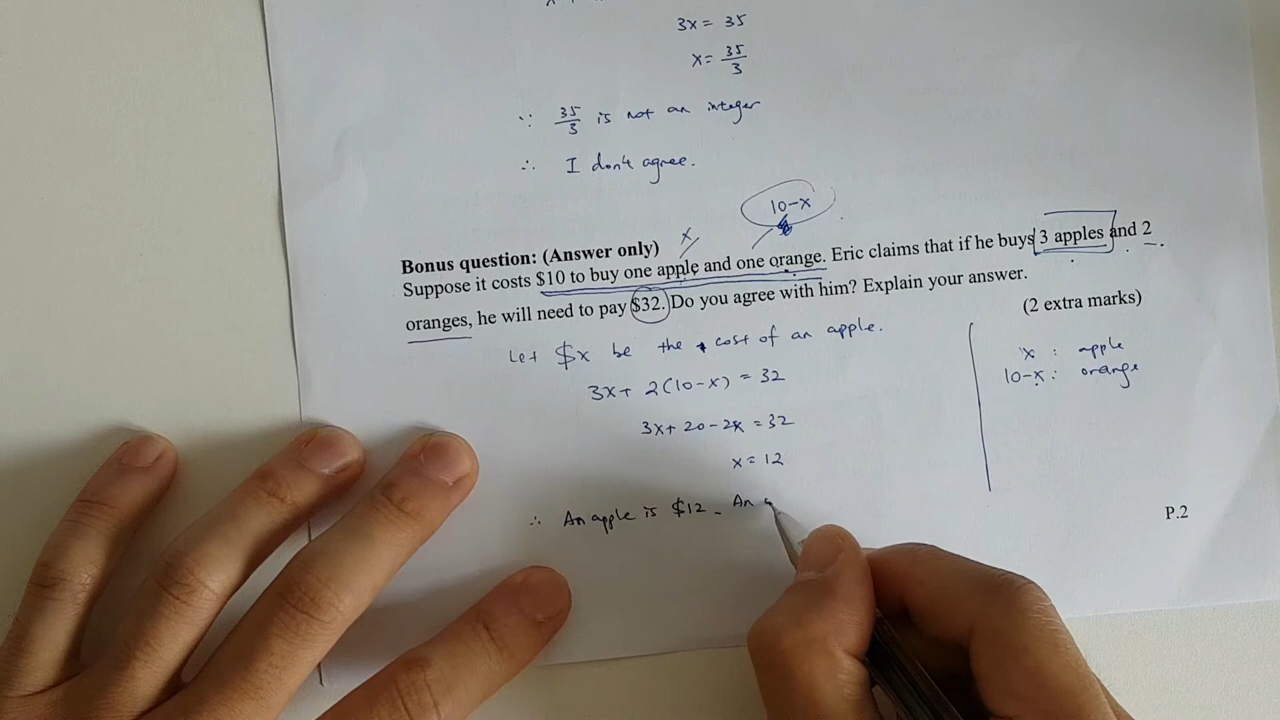 3x = 35
x = 35/3
∵ 35/3 is not an integer
∴ I don't agree.
10-x
x
Bonus question: (Answer only)
Suppose it costs $10 to buy one apple and one orange. Eric claims that if he buys 3 apples and 2
oranges, he will need to pay $32. Do you agree with him? Explain your answer.
(2 extra marks)
Let $x be the cost of an apple.
3x + 2(10-x) = 32
3x + 20 - 2x = 32
x = 12
∴ An apple is $12. An
x : apple
10-x : orange
P.2